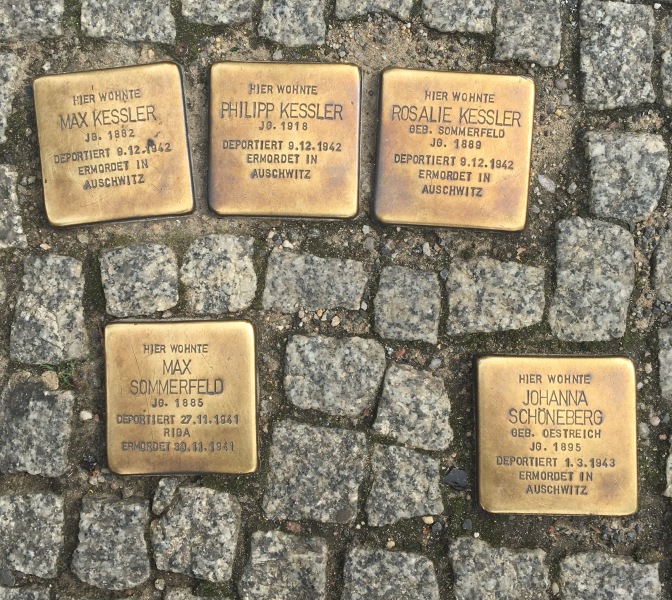 HIER WOHNTE
MAX KESSLER
JG. 1882
DEPORTIERT 9.12.1942
ERMORDET IN
AUSCHWITZ
HIER WOHNTE
PHILIPP KESSLER
JG. 1918
DEPORTIERT 9.12.1942
ERMORDET IN
AUSCHWITZ
HIER WOHNTE
ROSALIE KESSLER
GEB. SOMMERFELD
JG. 1889
DEPORTIERT 9.12.1942
ERMORDET IN
AUSCHWITZ
HIER WOHNTE
MAX
SOMMERFELD
JG. 1885
DEPORTIERT 27.11.1941
RIGA
ERMORDET 30.11.1941
HIER WOHNTE
JOHANNA
SCHÖNEBERG
GEB. OESTREICH
JG. 1895
DEPORTIERT 1.3.1943
ERMORDET IN
AUSCHWITZ